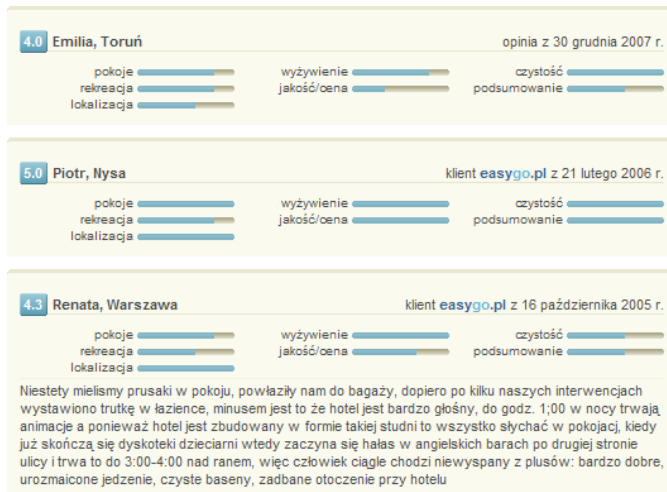 4.0 Emilia, Toruń opinia z 30 grudnia 2007 r.
pokoje wyżywienie czystość
rekreacja jakość/cena podsumowanie
lokalizacja
5.0 Piotr, Nysa klient easygo.pl z 21 lutego 2006 r.
pokoje wyżywienie czystość
rekreacja jakość/cena podsumowanie
lokalizacja
4.3 Renata, Warszawa klient easygo.pl z 16 października 2005 r.
pokoje wyżywienie czystość
rekreacja jakość/cena podsumowanie
lokalizacja
Niestety mielismy prusaki w pokoju, powłaziły nam do bagaży, dopiero po kilku naszych interwencjach
wystawiono trutkę w łazience, minusem jest to że hotel jest bardzo głośny, do godz. 1;00 w nocy trwają
animacje a ponieważ hotel jest zbudowany w formie takiej studni to wszystko słychać w pokojacj, kiedy
już skończą się dyskoteki dzieciarni wtedy zaczyna się hałas w angielskich barach po drugiej stronie
ulicy i trwa to do 3:00-4:00 nad ranem, więc człowiek ciągle chodzi niewyspany z plusów: bardzo dobre,
urozmaicone jedzenie, czyste baseny, zadbane otoczenie przy hotelu